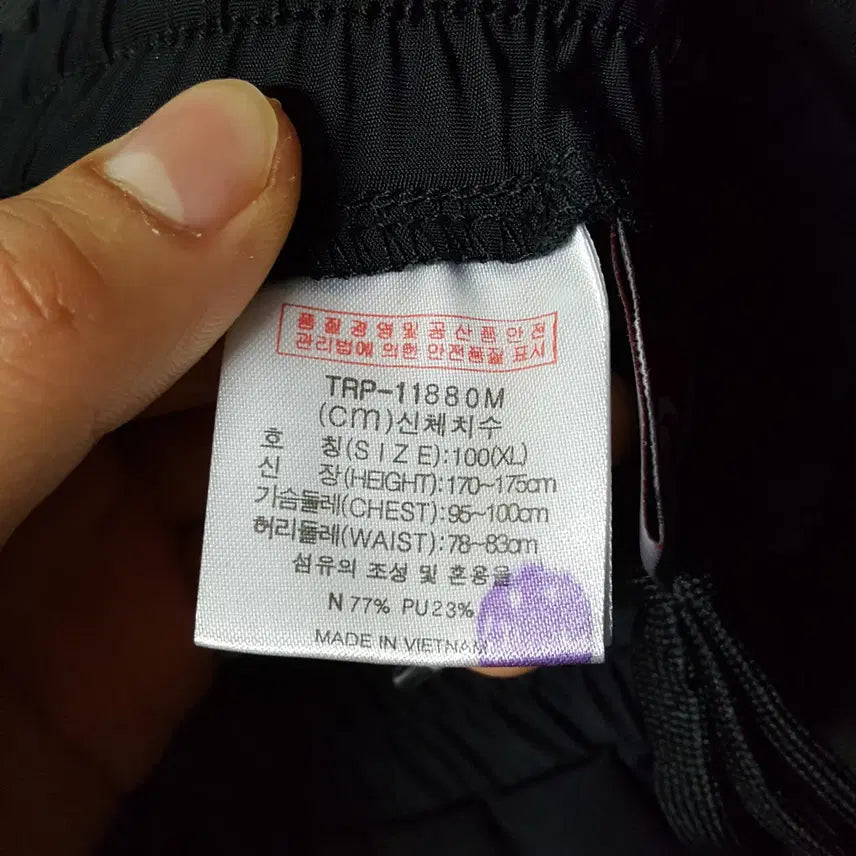 품질경영및공산품안전
관리법에 의한 안전품질표시
TRP-11880M
(cm)신체치수
호 칭(SIZE):100(XL)
신 장(HEIGHT):170~175cm
가슴둘레(CHEST):95~100cm
허리둘레(WAIST):78~83cm
섬유의 조성 및 혼용율
N 77% PU23%
MADE IN VIETNAM